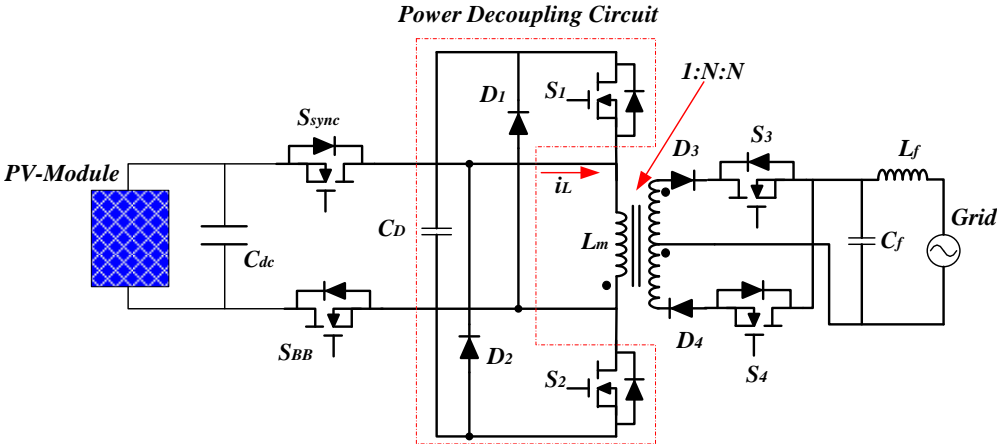 Power Decoupling Circuit
1:N:N
S1
D1
Ssync
D3
S3
Lf
PV-Module
iL
Grid
CD
Lm
Cf
Cdc
SBB
D2
D4
S2
S4